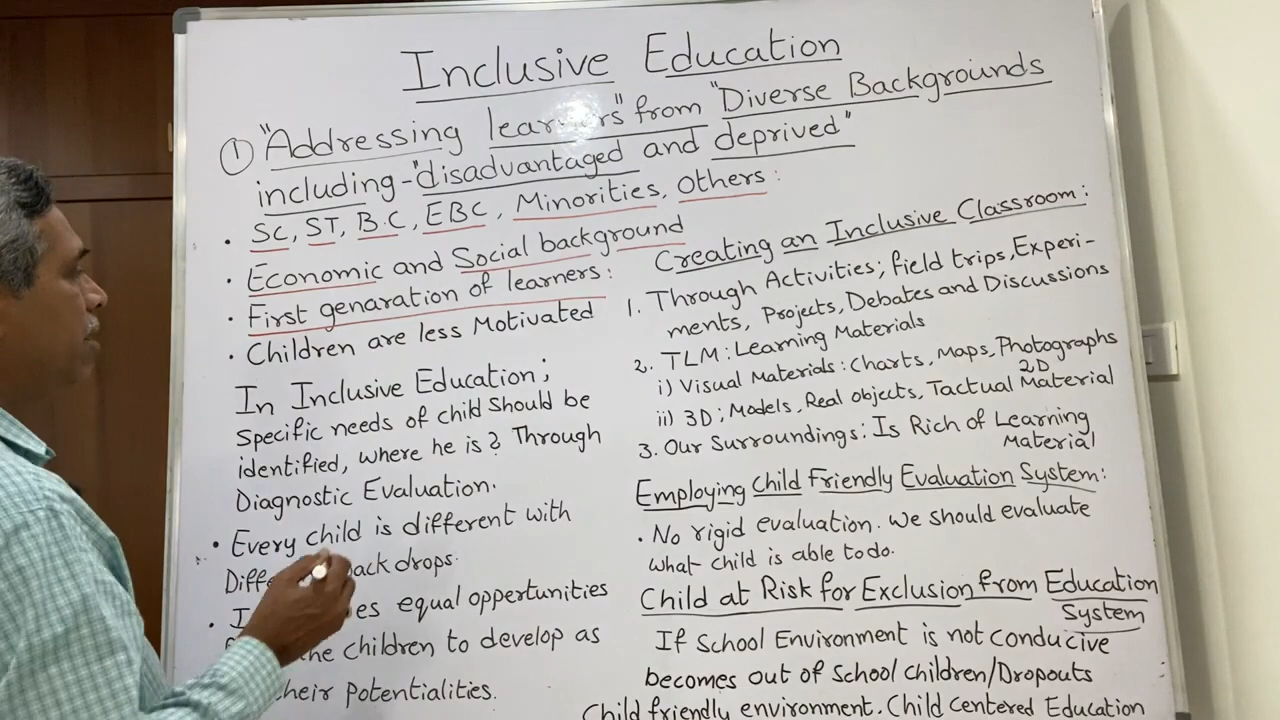 Inclusive Education
① "Addressing learners" from "Diverse Backgrounds
including-"disadvantaged and deprived"
• SC, ST, B.C, EBC, Minorities, Others:
• Economic and Social background
• First genaration of learners:
• Children are less Motivated
In Inclusive Education;
Specific needs of child should be
identified, where he is? Through
Diagnostic Evaluation.
• Every child is different with
back drops.
• equal opportunities
the children to develop as
their potentialities.
Creating an Inclusive Classroom:
1. Through Activities; field trips, Experi-
ments, Projects, Debates and Discussions
2. TLM: Learning Materials
i) Visual Materials: Charts, Maps, Photographs
2D
ii) 3D; Models, Real objects, Tactual Material
3. Our Surroundings: Is Rich of Learning
Material
Employing Child Friendly Evaluation System:
• No rigid evaluation. We should evaluate
what child is able to do.
Child at Risk for Exclusion from Education
System
If School Environment is not conducive
becomes out of School children/Dropouts
Child friendly environment. Child Centered Education